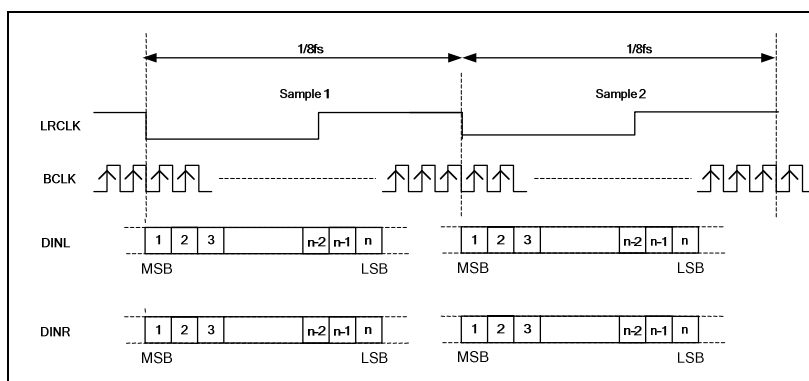 1/8fs 1/8fs
Sample 1 Sample 2
LRCLK
BCLK
DINL 1 2 3 n-2 n-1 n 1 2 3 n-2 n-1 n
MSB LSB MSB LSB
DINR 1 2 3 n-2 n-1 n 1 2 3 n-2 n-1 n
MSB LSB MSB LSB